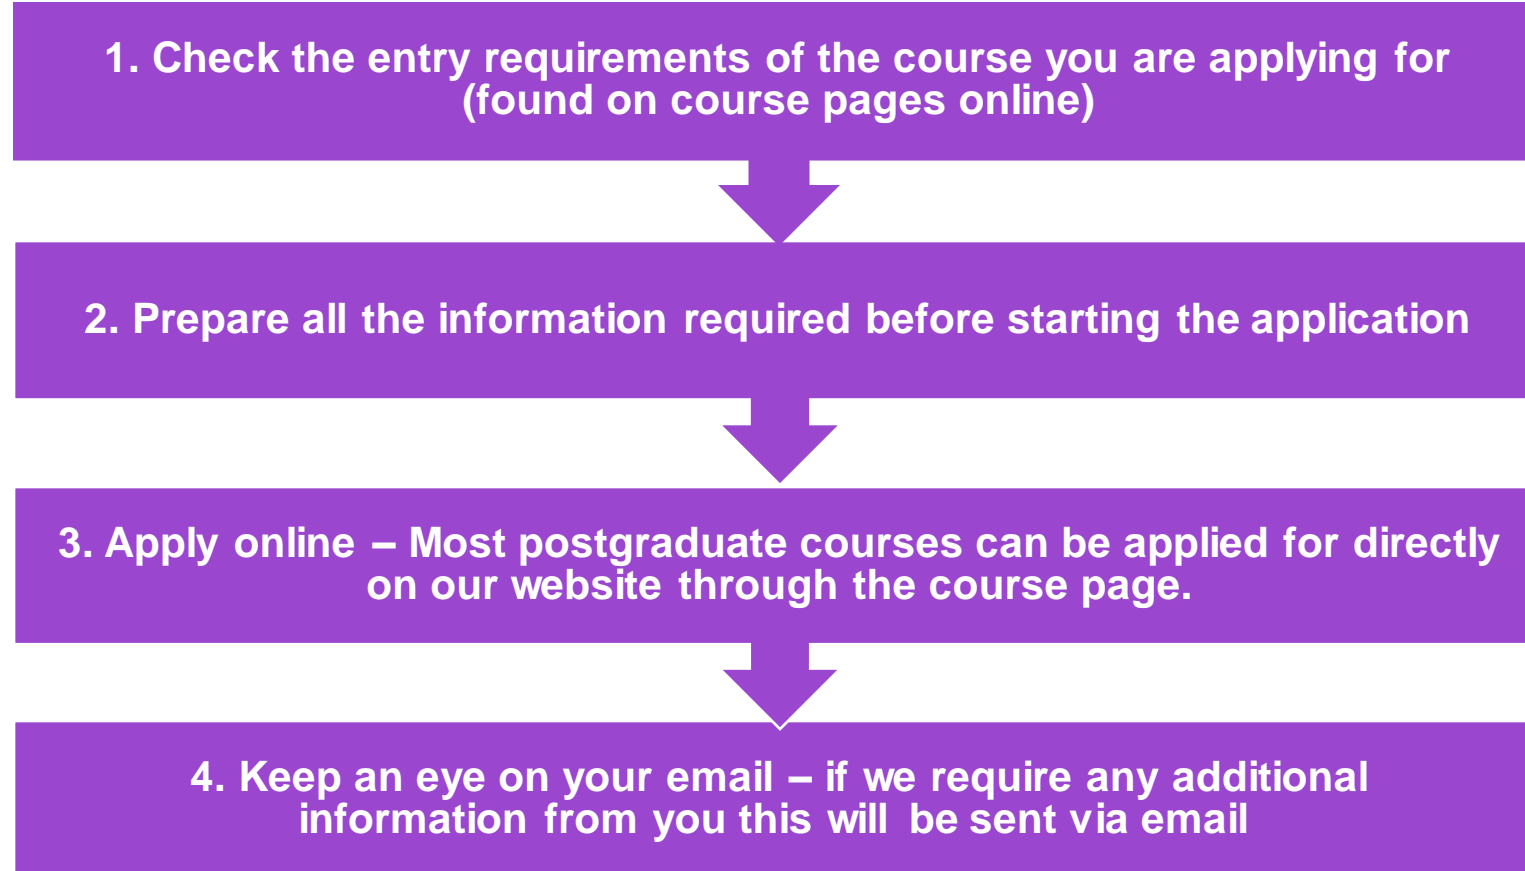 1. Check the entry requirements of the course you are applying for
(found on course pages online)
2. Prepare all the information required before starting the application
3. Apply online – Most postgraduate courses can be applied for directly
on our website through the course page.
4. Keep an eye on your email – if we require any additional
information from you this will be sent via email